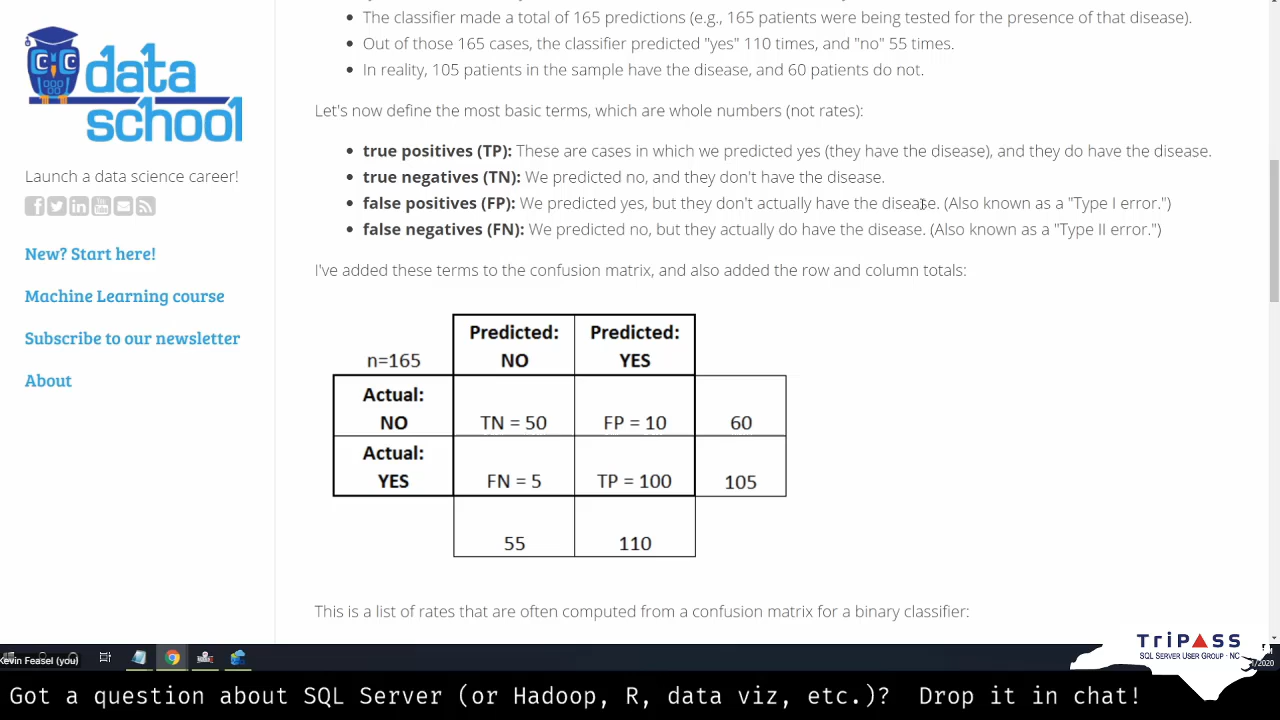 data
school
Launch a data science career!
New? Start here!
Machine Learning course
Subscribe to our newsletter
About
• The classifier made a total of 165 predictions (e.g., 165 patients were being tested for the presence of that disease).
• Out of those 165 cases, the classifier predicted "yes" 110 times, and "no" 55 times.
• In reality, 105 patients in the sample have the disease, and 60 patients do not.
Let's now define the most basic terms, which are whole numbers (not rates):
• true positives (TP): These are cases in which we predicted yes (they have the disease), and they do have the disease.
• true negatives (TN): We predicted no, and they don't have the disease.
• false positives (FP): We predicted yes, but they don't actually have the disease. (Also known as a "Type I error.")
• false negatives (FN): We predicted no, but they actually do have the disease. (Also known as a "Type II error.")
I've added these terms to the confusion matrix, and also added the row and column totals:
n=165 Predicted: NO Predicted: YES
Actual: NO TN = 50 FP = 10 60
Actual: YES FN = 5 TP = 100 105
55 110
This is a list of rates that are often computed from a confusion matrix for a binary classifier:
Kevin Feasel (you)
TriPASS
SQL SERVER USER GROUP · NC
/2020
Got a question about SQL Server (or Hadoop, R, data viz, etc.)? Drop it in chat!